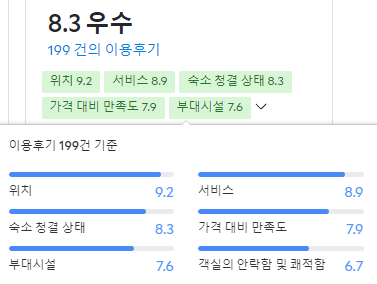 8.3 우수
199 건의 이용후기
위치 9.2 서비스 8.9 숙소 청결 상태 8.3
가격 대비 만족도 7.9 부대시설 7.6
이용후기 199건 기준
위치 9.2 서비스 8.9
숙소 청결 상태 8.3 가격 대비 만족도 7.9
부대시설 7.6 객실의 안락함 및 쾌적함 6.7